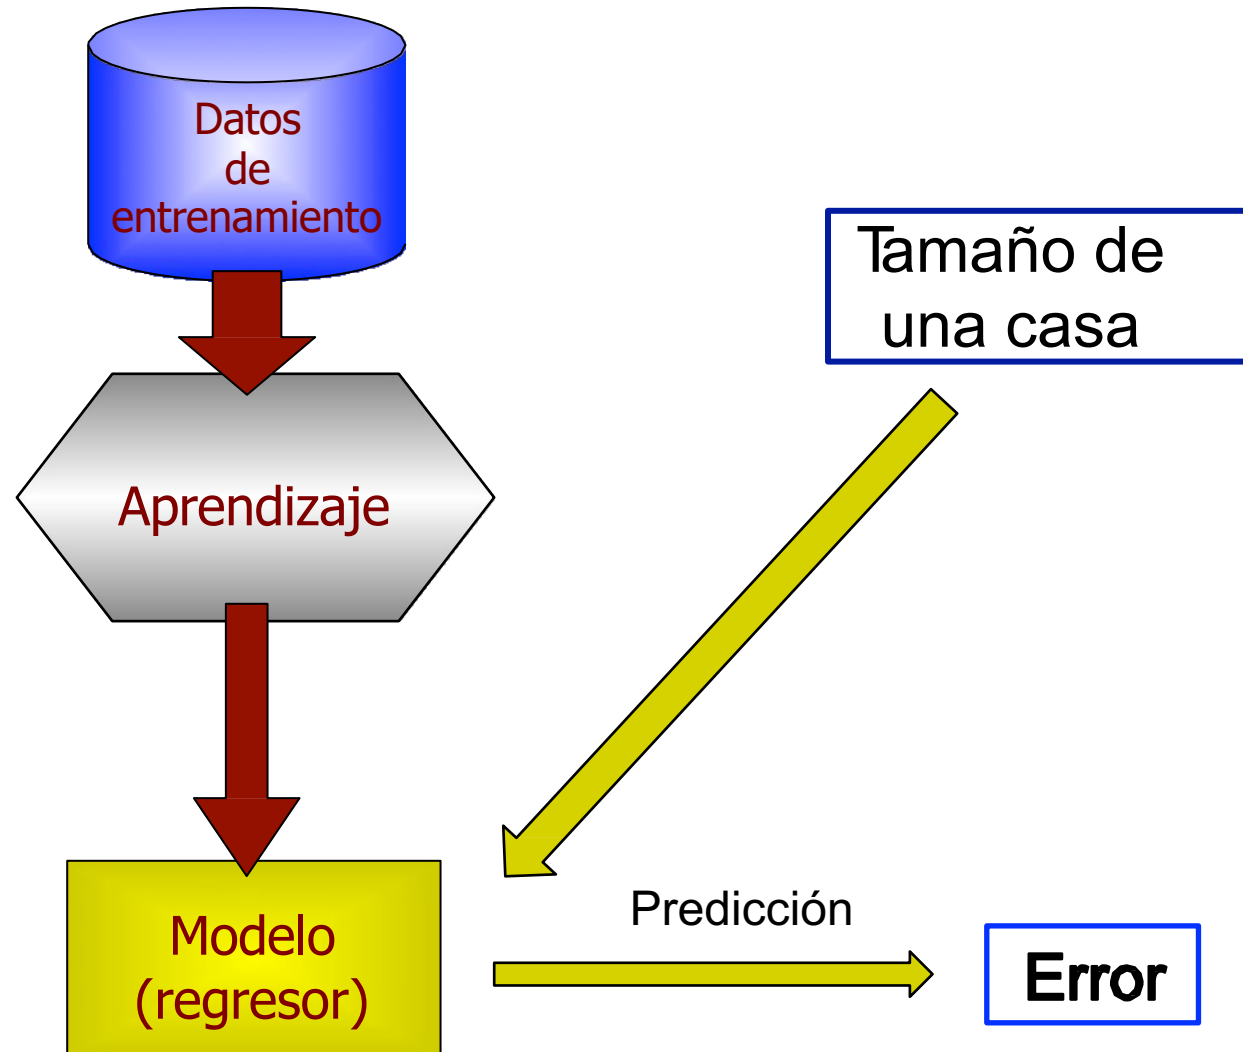 Datos
de
entrenamiento
Tamaño de
una casa
Aprendizaje
Predicción
Modelo
(regresor)
Error